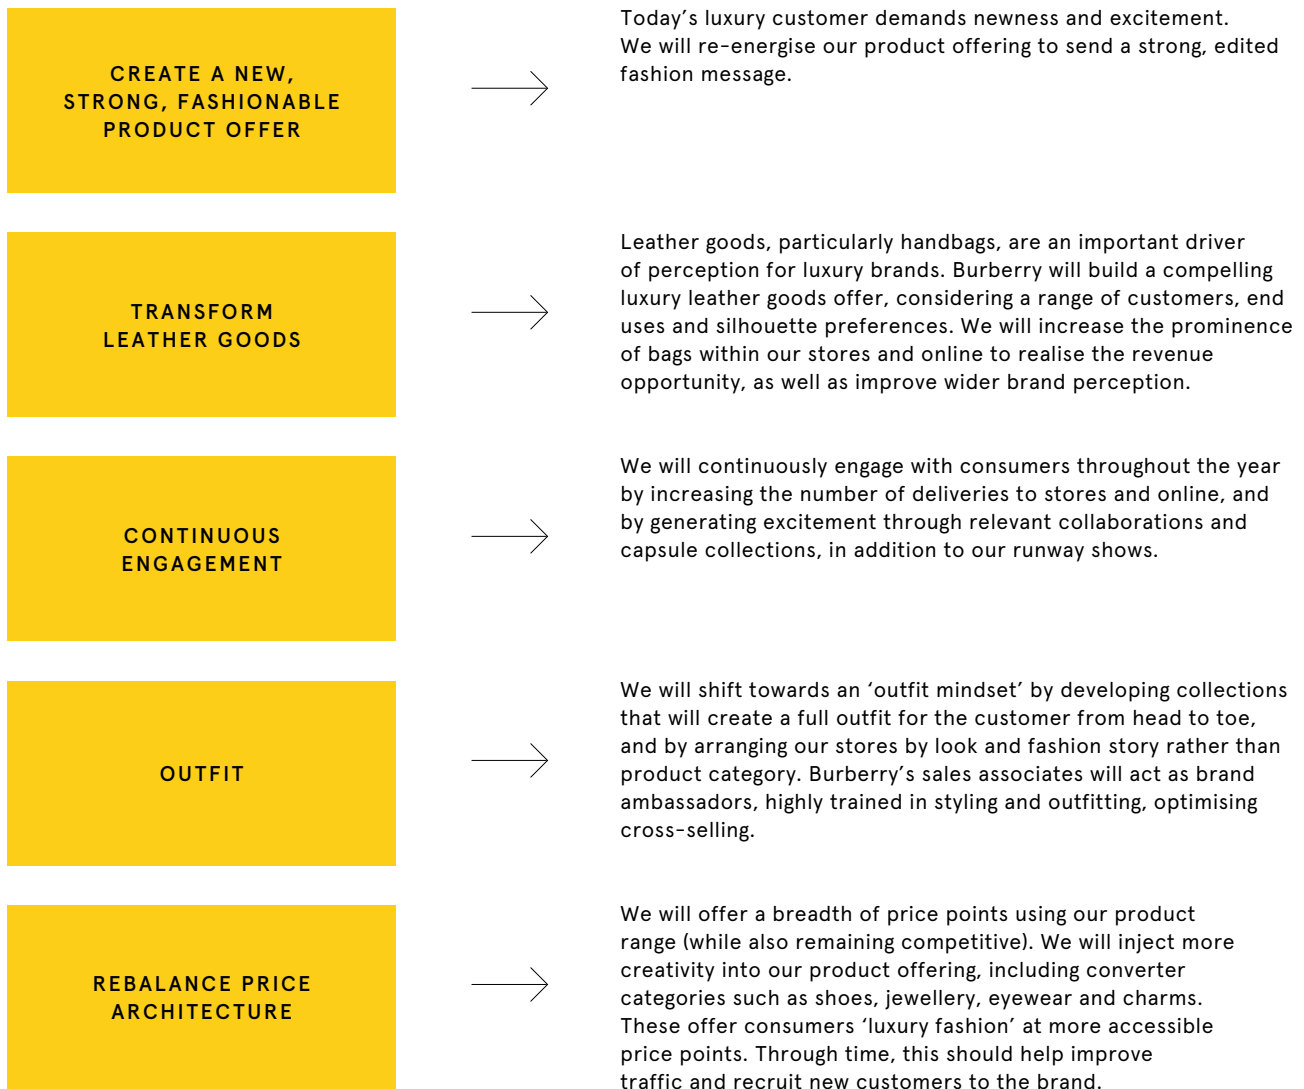 CREATE A NEW,
STRONG, FASHIONABLE
PRODUCT OFFER
Today’s luxury customer demands newness and excitement.
We will re-energise our product offering to send a strong, edited
fashion message.
TRANSFORM
LEATHER GOODS
Leather goods, particularly handbags, are an important driver
of perception for luxury brands. Burberry will build a compelling
luxury leather goods offer, considering a range of customers, end
uses and silhouette preferences. We will increase the prominence
of bags within our stores and online to realise the revenue
opportunity, as well as improve wider brand perception.
CONTINUOUS
ENGAGEMENT
We will continuously engage with consumers throughout the year
by increasing the number of deliveries to stores and online, and
by generating excitement through relevant collaborations and
capsule collections, in addition to our runway shows.
OUTFIT
We will shift towards an ‘outfit mindset’ by developing collections
that will create a full outfit for the customer from head to toe,
and by arranging our stores by look and fashion story rather than
product category. Burberry’s sales associates will act as brand
ambassadors, highly trained in styling and outfitting, optimising
cross-selling.
REBALANCE PRICE
ARCHITECTURE
We will offer a breadth of price points using our product
range (while also remaining competitive). We will inject more
creativity into our product offering, including converter
categories such as shoes, jewellery, eyewear and charms.
These offer consumers ‘luxury fashion’ at more accessible
price points. Through time, this should help improve
traffic and recruit new customers to the brand.